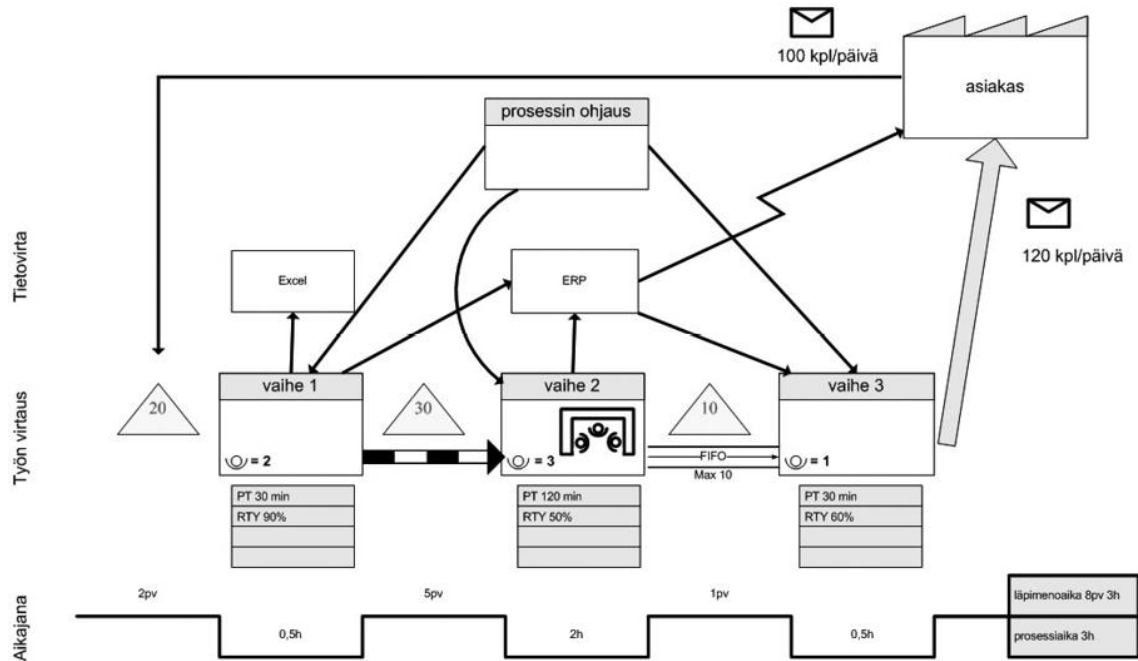 100 kpl/päivä
asiakas
prosessin ohjaus
120 kpl/päivä
Tietovirta
Excel
ERP
Työn virtaus
20
vaihe 1
= 2
30
vaihe 2
= 3
10
FIFO
Max 10
vaihe 3
= 1
PT 30 min
RTY 90%
PT 120 min
RTY 50%
PT 30 min
RTY 60%
Aikajana
2pv
0,5h
5pv
2h
1pv
0,5h
läpimenoaika 8pv 3h
prosessiaika 3h